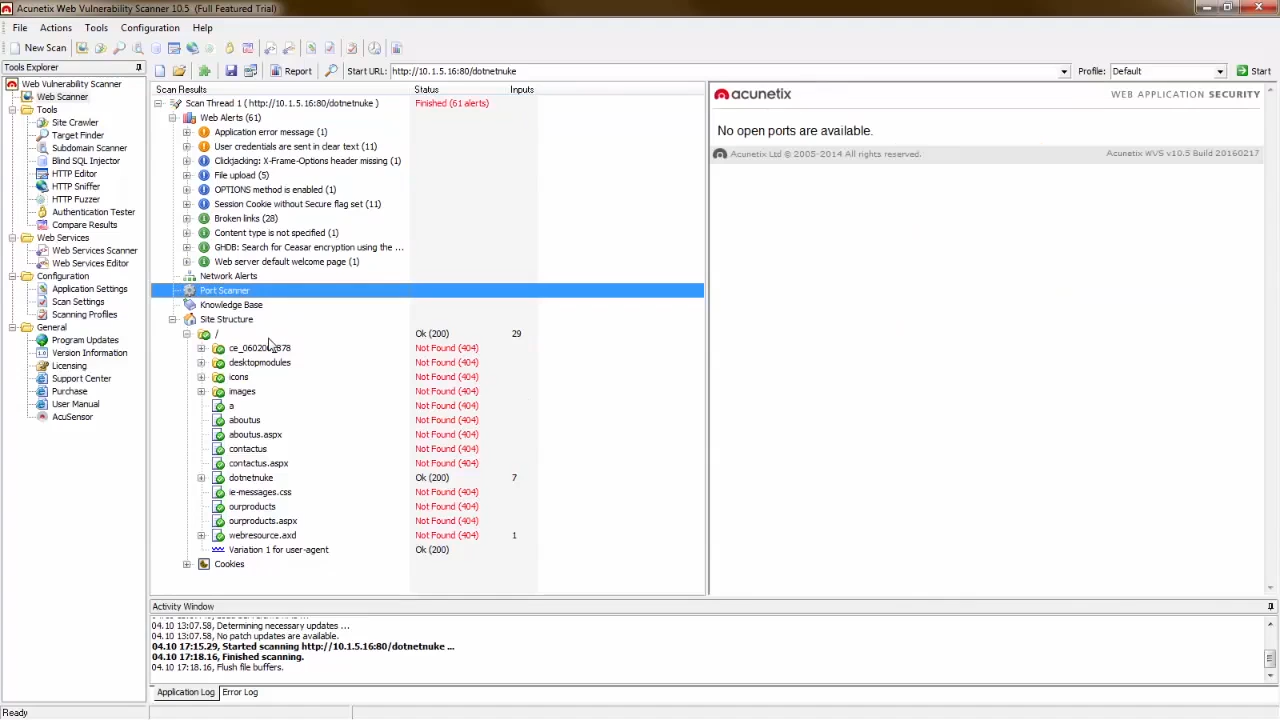 Acunetix Web Vulnerability Scanner 10.5 (Full Featured Trial)
File Actions Tools Configuration Help
New Scan
Tools Explorer
Report Start URL: http://10.1.5.16:80/dotnetnuke Profile: Default Start
Web Vulnerability Scanner
Web Scanner
Tools
Site Crawler
Target Finder
Subdomain Scanner
Blind SQL Injector
HTTP Editor
HTTP Sniffer
HTTP Fuzzer
Authentication Tester
Compare Results
Web Services
Web Services Scanner
Web Services Editor
Configuration
Application Settings
Scan Settings
Scanning Profiles
General
Program Updates
Version Information
Licensing
Support Center
Purchase
User Manual
AcuSensor
Scan Results Status Inputs
Scan Thread 1 ( http://10.1.5.16:80/dotnetnuke ) Finished (61 alerts)
Web Alerts (61)
Application error message (1)
User credentials are sent in clear text (11)
Clickjacking: X-Frame-Options header missing (1)
File upload (5)
OPTIONS method is enabled (1)
Session Cookie without Secure flag set (11)
Broken links (28)
Content type is not specified (1)
GHDB: Search for Ceasar encryption using the ...
Web server default welcome page (1)
Network Alerts
Port Scanner
Knowledge Base
Site Structure
/ Ok (200) 29
Not Found (404)
desktopmodules Not Found (404)
icons Not Found (404)
images Not Found (404)
a Not Found (404)
aboutus Not Found (404)
aboutus.aspx Not Found (404)
contactus Not Found (404)
contactus.aspx Not Found (404)
dotnetnuke Ok (200) 7
ie-messages.css Not Found (404)
ourproducts Not Found (404)
ourproducts.aspx Not Found (404)
webresource.axd Not Found (404) 1
Variation 1 for user-agent Ok (200)
Cookies
acunetix WEB APPLICATION SECURITY
No open ports are available.
Acunetix Ltd © 2005-2014 All rights reserved. Acunetix WVS v10.5 Build 20160217
Activity Window
04.10 13:07.58, Determining necessary updates ...
04.10 13:07.58, No patch updates are available.
04.10 17:15.29, Started scanning http://10.1.5.16:80/dotnetnuke ...
04.10 17:18.16, Finished scanning.
04.10 17:18.16, Flush file buffers.
Application Log Error Log
Ready